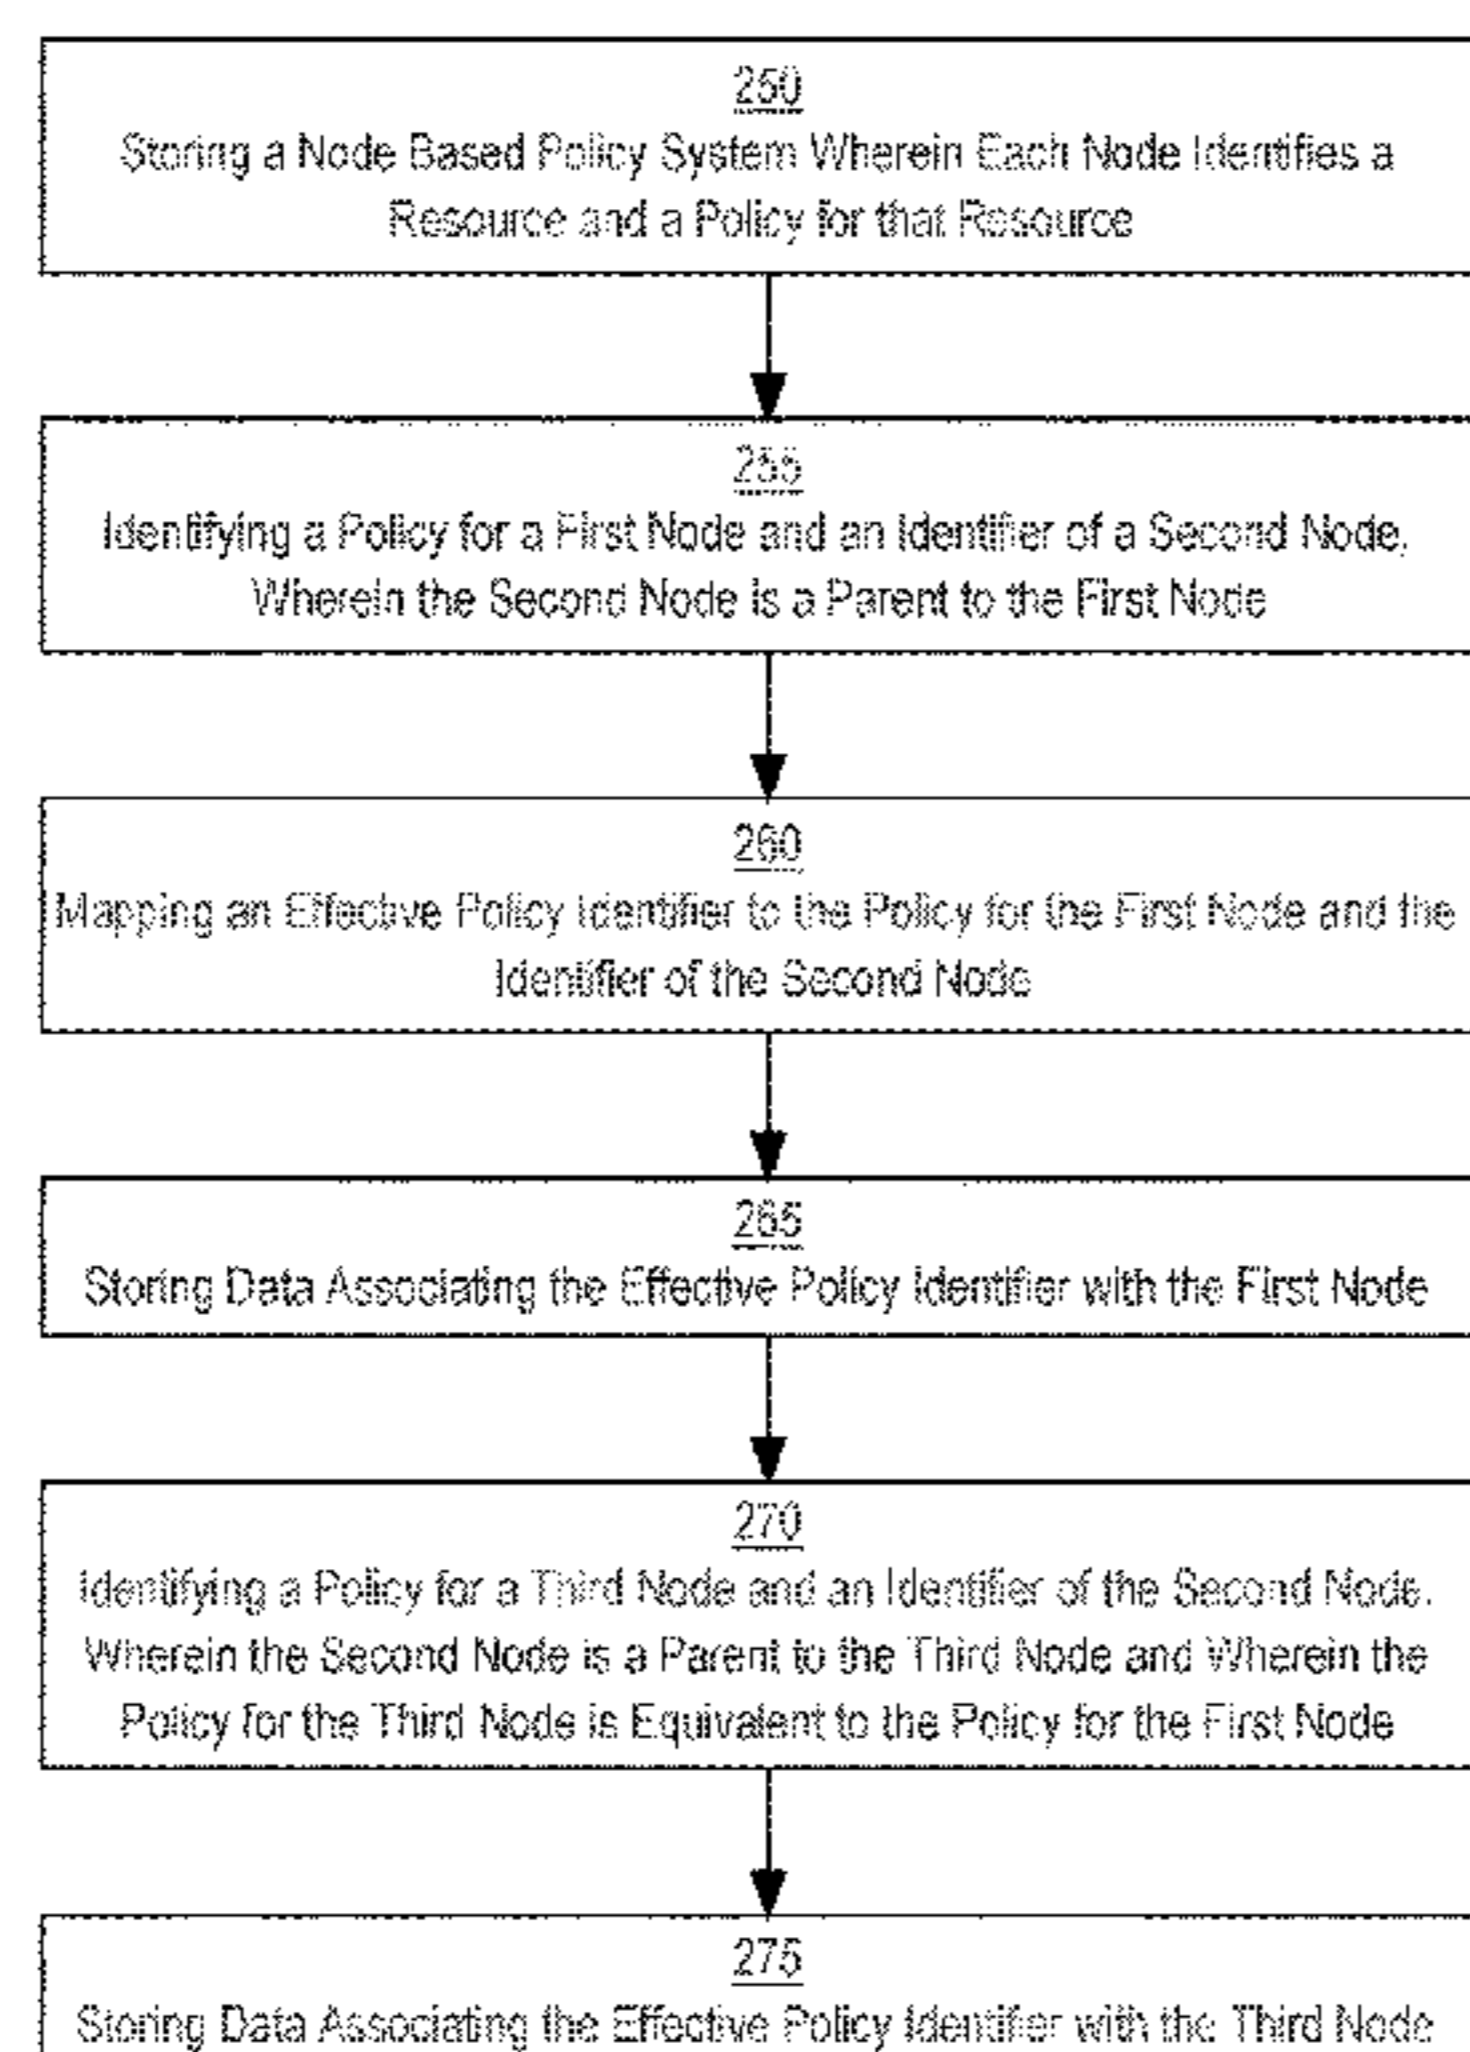 250
Storing a Node Based Policy System Wherein Each Node Identifies a
Resource and a Policy for that Resource
255
Identifying a Policy for a First Node and an Identifier of a Second Node,
Wherein the Second Node is a Parent to the First Node
260
Mapping an Effective Policy Identifier to the Policy for the First Node and the
Identifier of the Second Node
265
Storing Data Associating the Effective Policy Identifier with the First Node
270
Identifying a Policy for a Third Node and an Identifier of the Second Node,
Wherein the Second Node is a Parent to the Third Node and Wherein the
Policy for the Third Node is Equivalent to the Policy for the First Node
275
Storing Data Associating the Effective Policy Identifier with the Third Node